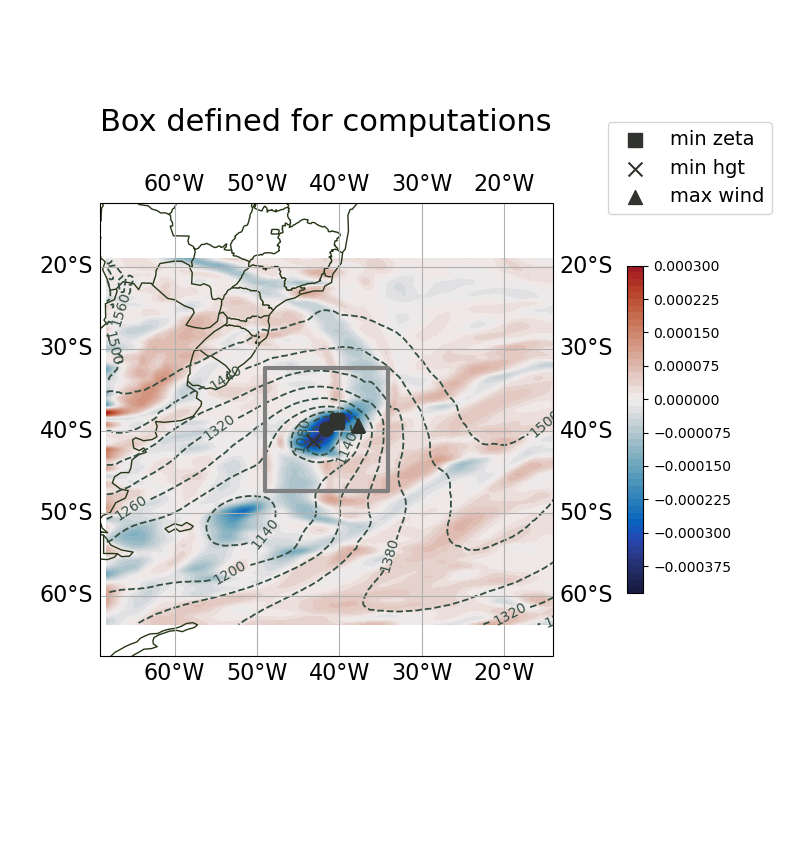 Box defined for computations
min zeta
min hgt
max wind
60°W 50°W 40°W 30°W 20°W
20°S 20°S
30°S 30°S
40°S 40°S
50°S 50°S
60°S 60°S
60°W 50°W 40°W 30°W 20°W
1560
1500
1440
1320
1260
1140
1200
1080
1140
1380
1500
1320
0.000300
0.000225
0.000150
0.000075
0.000000
−0.000075
−0.000150
−0.000225
−0.000300
−0.000375